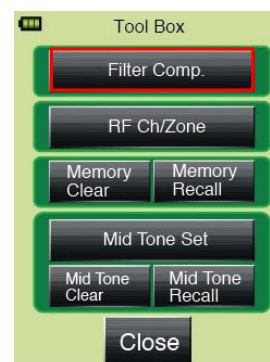 Tool Box
Filter Comp.
RF Ch/Zone
Memory Clear
Memory Recall
Mid Tone Set
Mid Tone Clear
Mid Tone Recall
Close